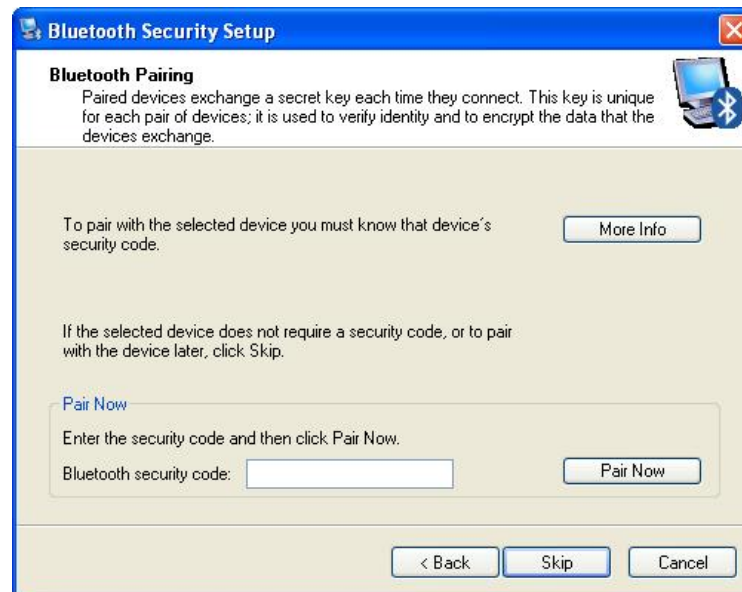 Bluetooth Security Setup
Bluetooth Pairing
Paired devices exchange a secret key each time they connect. This key is unique
for each pair of devices; it is used to verify identity and to encrypt the data that the
devices exchange.
To pair with the selected device you must know that device´s
security code.
More Info
If the selected device does not require a security code, or to pair
with the device later, click Skip.
Pair Now
Enter the security code and then click Pair Now.
Bluetooth security code:
Pair Now
< Back
Skip
Cancel